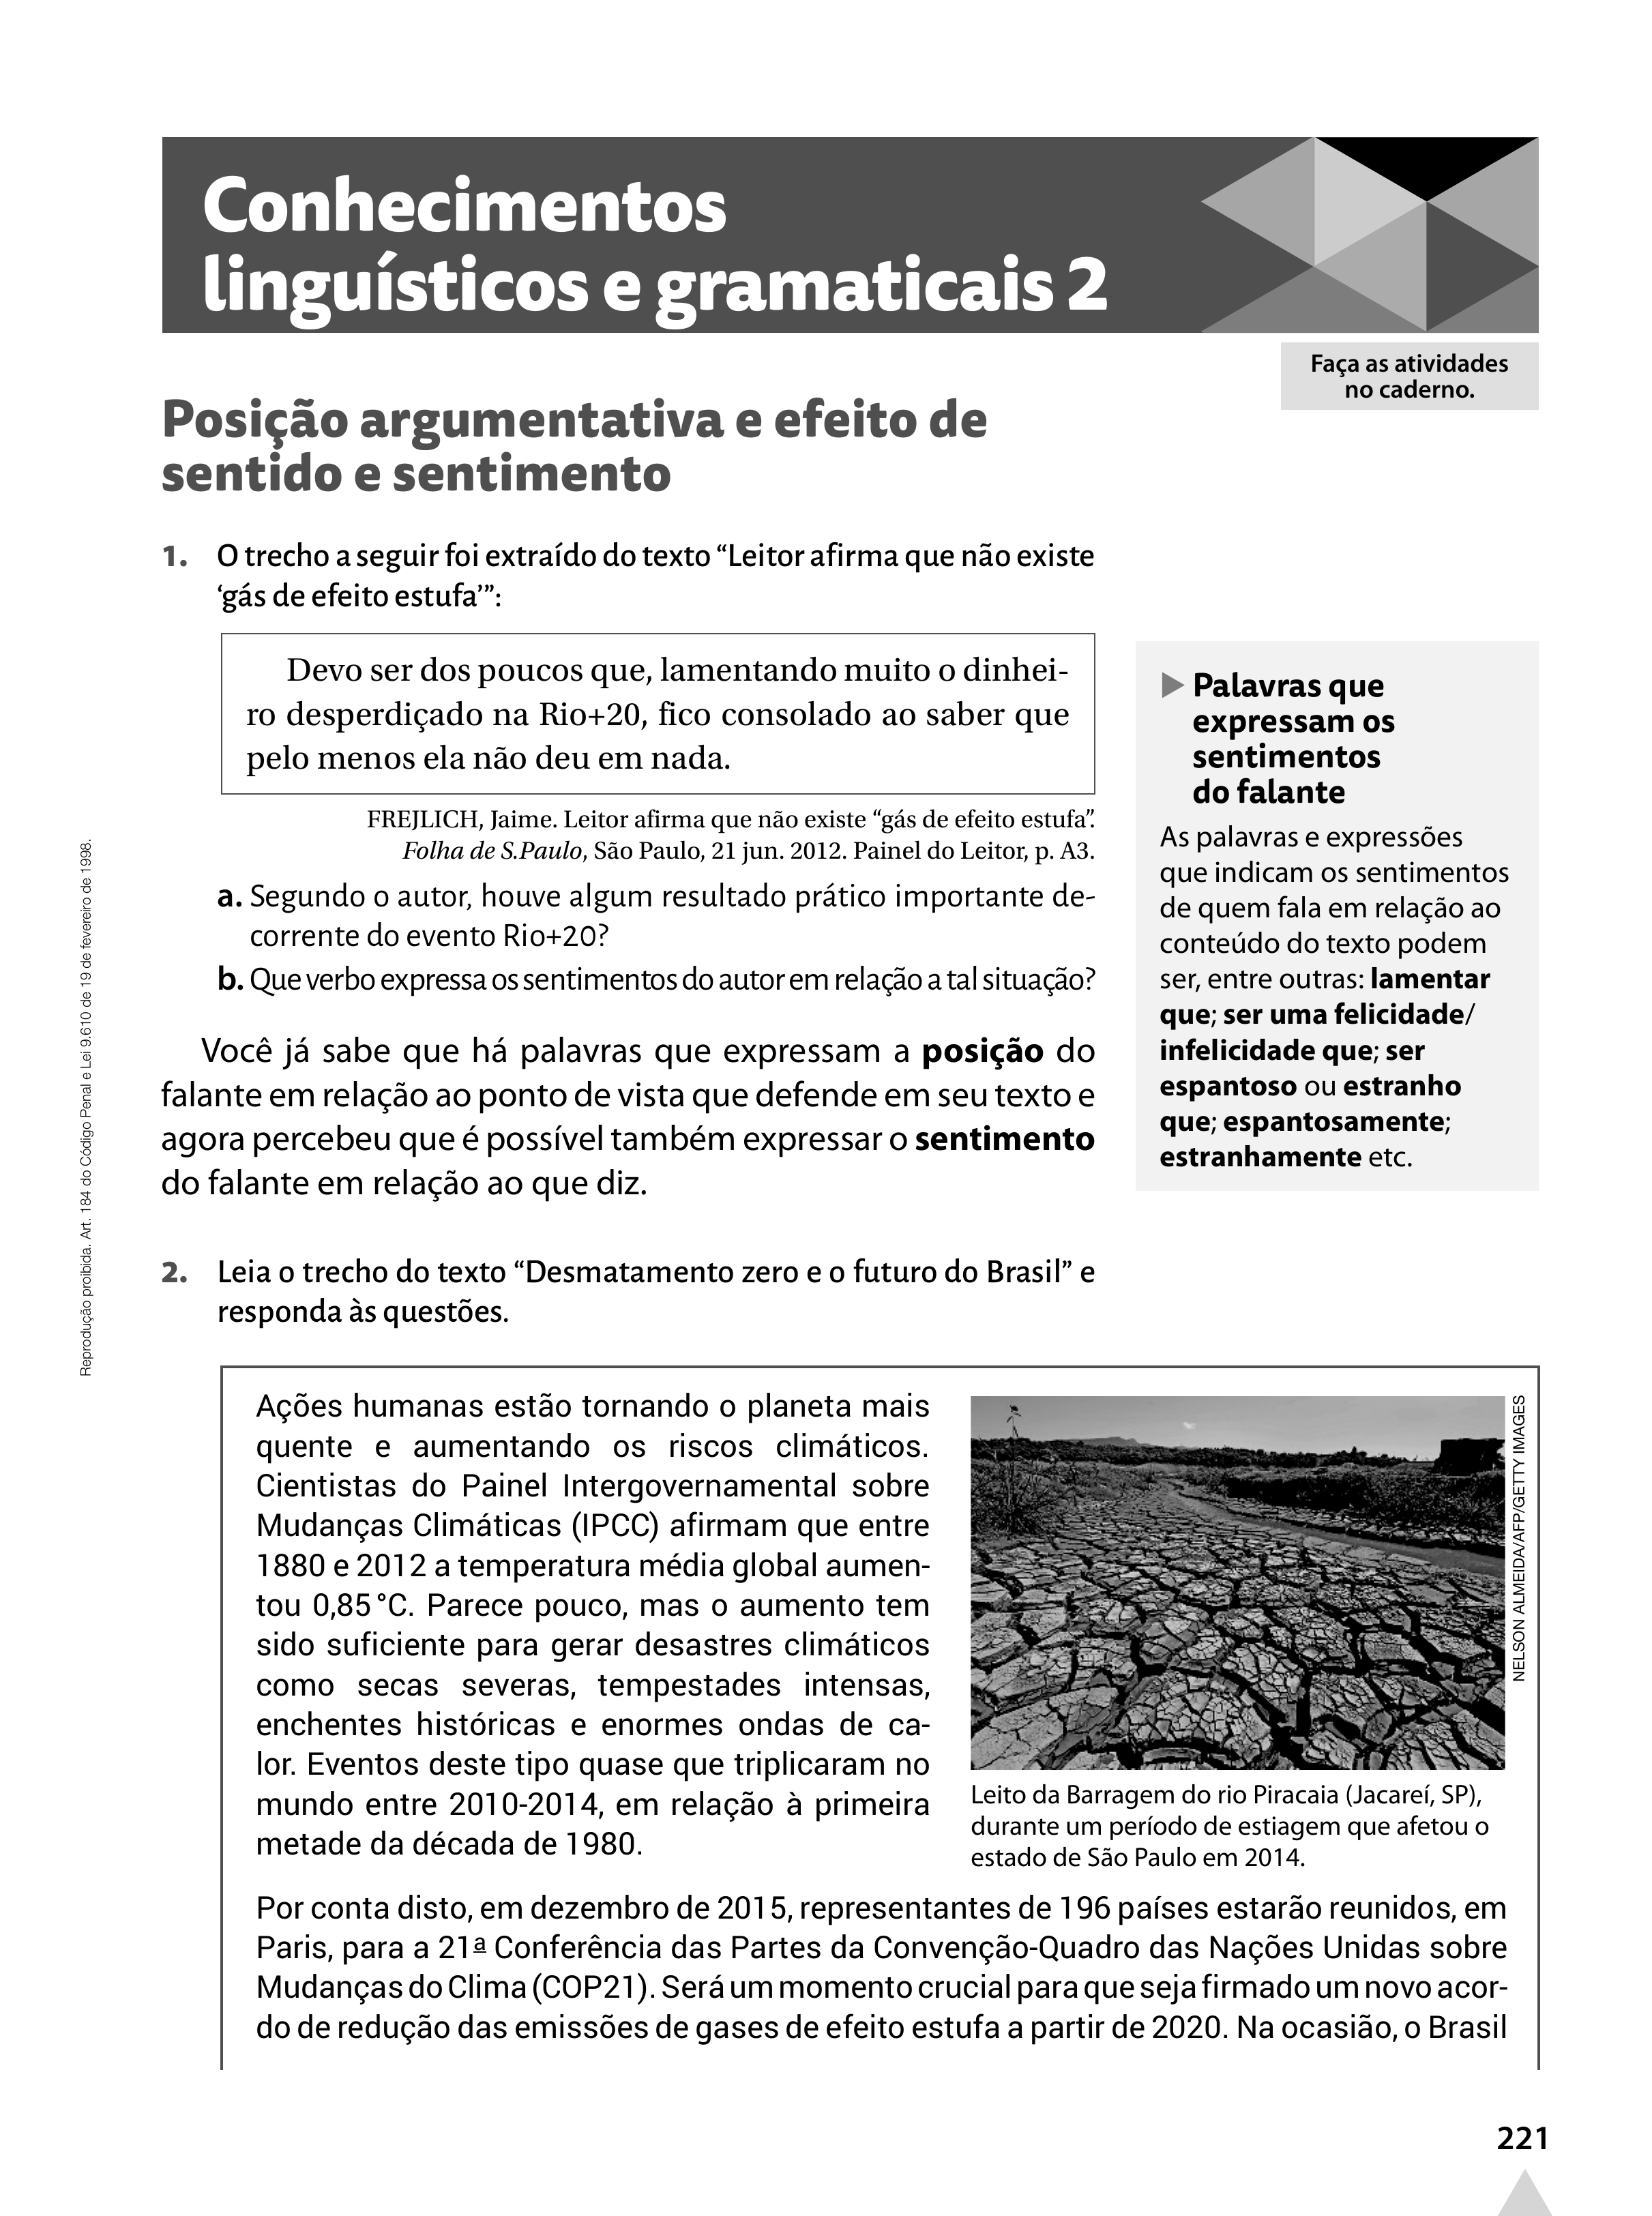 Conhecimentos
linguísticos e gramaticais 2
Faça as atividades
no caderno.
Posição argumentativa e efeito de
sentido e sentimento
1. O trecho a seguir foi extraído do texto “Leitor afirma que não existe
‘gás de efeito estufa’”:
Devo ser dos poucos que, lamentando muito o dinhei-
ro desperdiçado na Rio+20, fico consolado ao saber que
pelo menos ela não deu em nada.
FREJLICH, Jaime. Leitor afirma que não existe “gás de efeito estufa”.
Folha de S.Paulo, São Paulo, 21 jun. 2012. Painel do Leitor, p. A3.
a. Segundo o autor, houve algum resultado prático importante de-
corrente do evento Rio+20?
b. Que verbo expressa os sentimentos do autor em relação a tal situação?
Você já sabe que há palavras que expressam a posição do
falante em relação ao ponto de vista que defende em seu texto e
agora percebeu que é possível também expressar o sentimento
do falante em relação ao que diz.
Palavras que
expressam os
sentimentos
do falante
As palavras e expressões
que indicam os sentimentos
de quem fala em relação ao
conteúdo do texto podem
ser, entre outras: lamentar
que; ser uma felicidade/
infelicidade que; ser
espantoso ou estranho
que; espantosamente;
estranhamente etc.
2. Leia o trecho do texto “Desmatamento zero e o futuro do Brasil” e
responda às questões.
Ações humanas estão tornando o planeta mais
quente e aumentando os riscos climáticos.
Cientistas do Painel Intergovernamental sobre
Mudanças Climáticas (IPCC) afirmam que entre
1880 e 2012 a temperatura média global aumen-
tou 0,85 °C. Parece pouco, mas o aumento tem
sido suficiente para gerar desastres climáticos
como secas severas, tempestades intensas,
enchentes históricas e enormes ondas de ca-
lor. Eventos deste tipo quase que triplicaram no
mundo entre 2010-2014, em relação à primeira
metade da década de 1980.
NELSON ALMEIDA/AFP/GETTY IMAGES
Leito da Barragem do rio Piracaia (Jacareí, SP),
durante um período de estiagem que afetou o
estado de São Paulo em 2014.
Por conta disto, em dezembro de 2015, representantes de 196 países estarão reunidos, em
Paris, para a 21ª Conferência das Partes da Convenção-Quadro das Nações Unidas sobre
Mudanças do Clima (COP21). Será um momento crucial para que seja firmado um novo acor-
do de redução das emissões de gases de efeito estufa a partir de 2020. Na ocasião, o Brasil
Reprodução proibida. Art. 184 do Código Penal e Lei 9.610 de 19 de fevereiro de 1998.
221